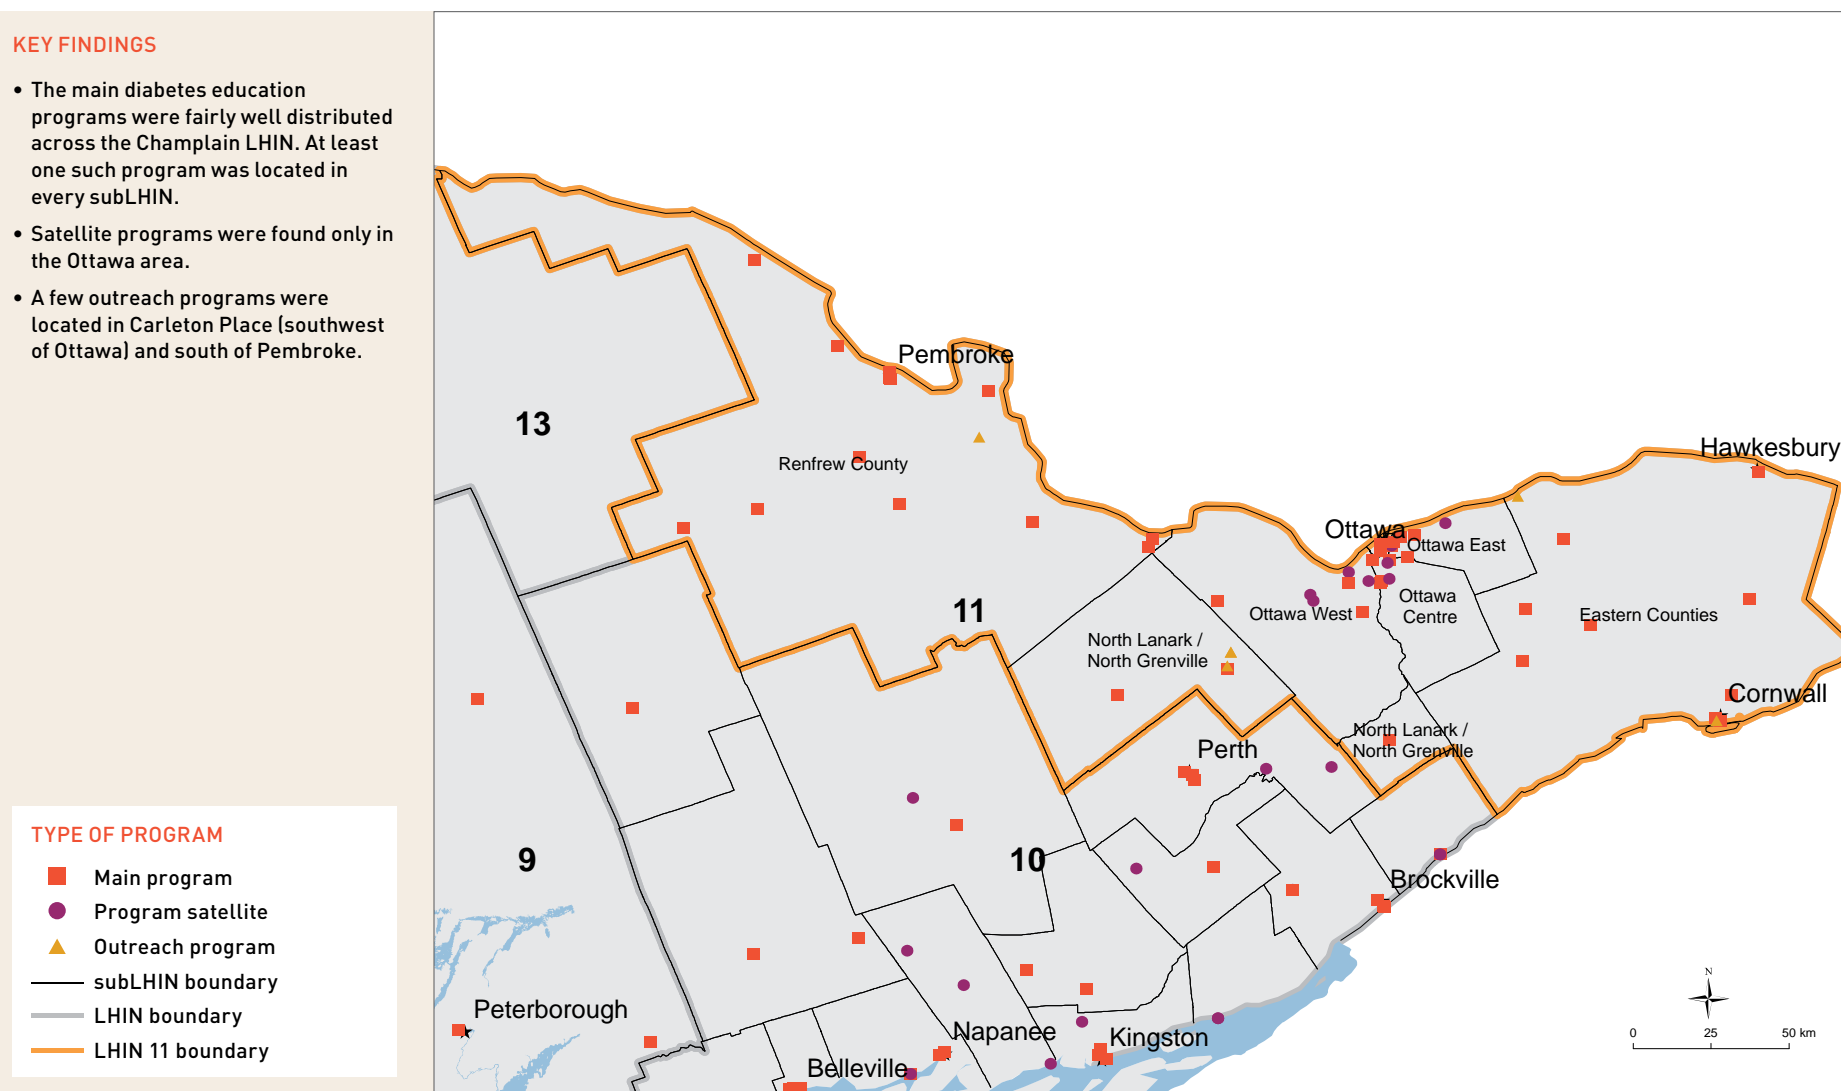 KEY FINDINGS
• The main diabetes education
programs were fairly well distributed
across the Champlain LHIN. At least
one such program was located in
every subLHIN.
• Satellite programs were found only in
the Ottawa area.
• A few outreach programs were
located in Carleton Place (southwest
of Ottawa) and south of Pembroke.
TYPE OF PROGRAM
Main program
Program satellite
Outreach program
subLHIN boundary
LHIN boundary
LHIN 11 boundary
Pembroke
13
Hawkesbury
Renfrew County
Ottawa
Ottawa East
Ottawa
Centre
11
Ottawa West
Eastern Counties
North Lanark /
North Grenville
Cornwall
North Lanark /
North Grenville
Perth
9
10
Brockville
Peterborough
Napanee
Kingston
Belleville
N
0 25 50 km